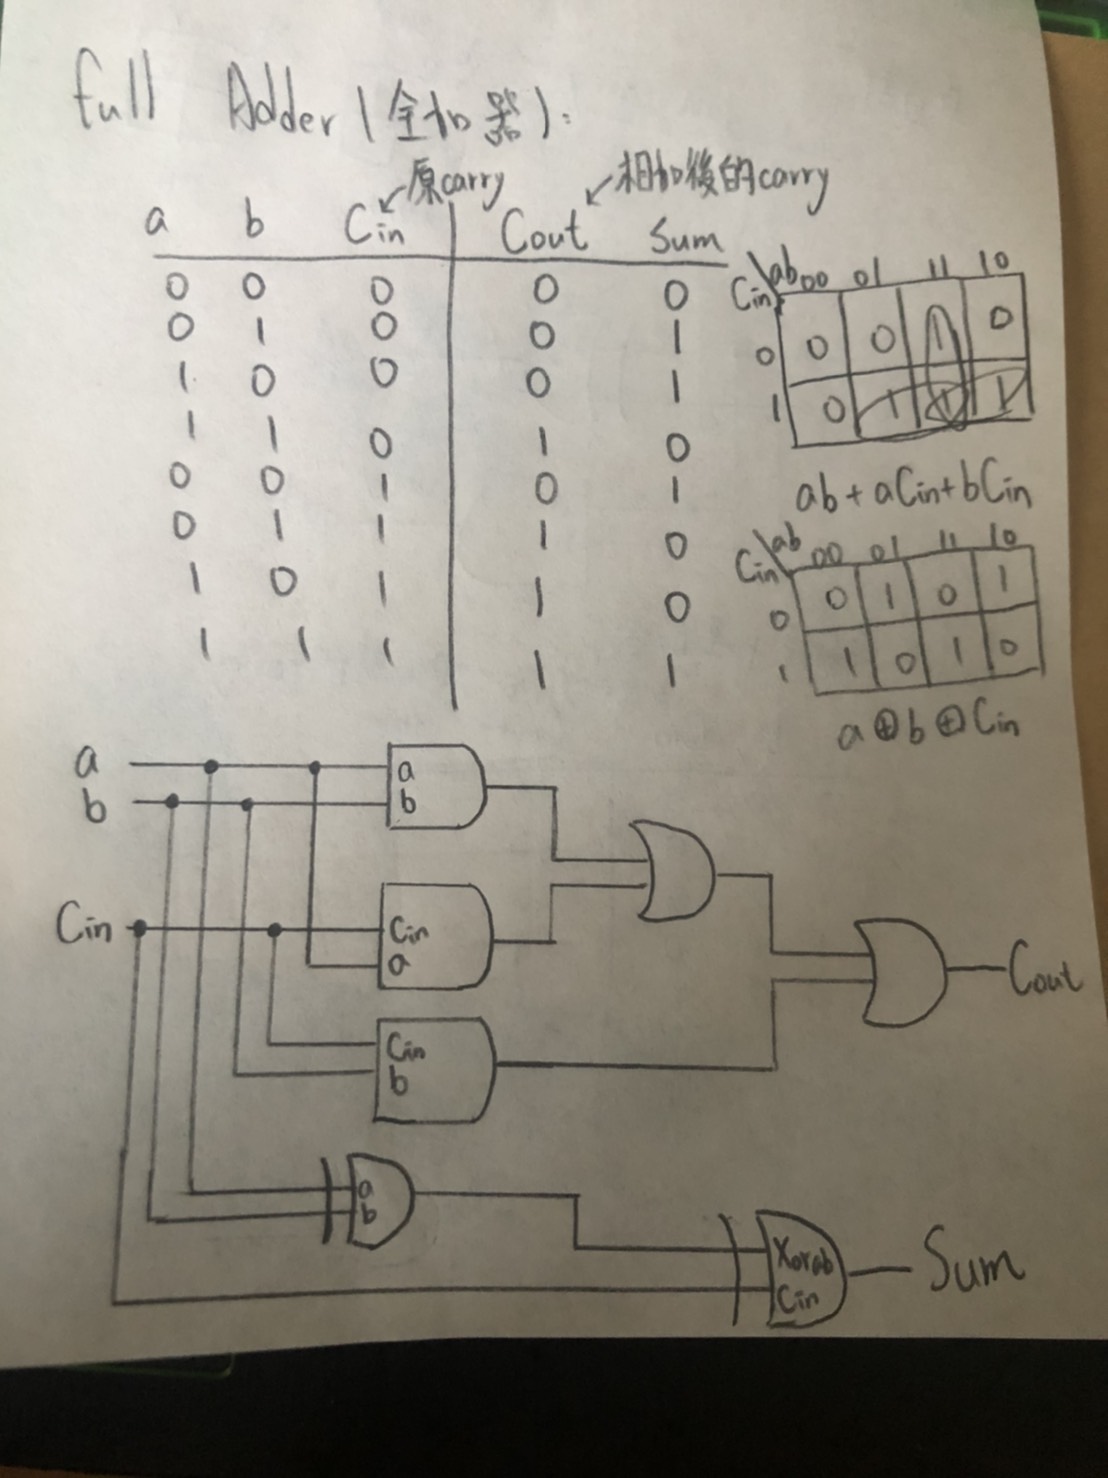 full Adder (全加器):
原carry
相加後的carry
a b Cin Cout Sum
0 0 0 0 0
0 1 0 0 1
1 0 0 0 1
1 1 0 1 0
0 0 1 0 1
0 1 1 1 0
1 0 1 1 0
1 1 1 1 1
Cin\ab 00 01 11 10
0 0 0 1 0
1 0 1 1 1
ab + aCin + bCin
Cin\ab 00 01 11 10
0 0 1 0 1
1 1 0 1 0
a ⊕ b ⊕ Cin
a
b
a
b
Cin
Cin
a
Cout
Cin
b
a
b
Xorab
Cin
Sum